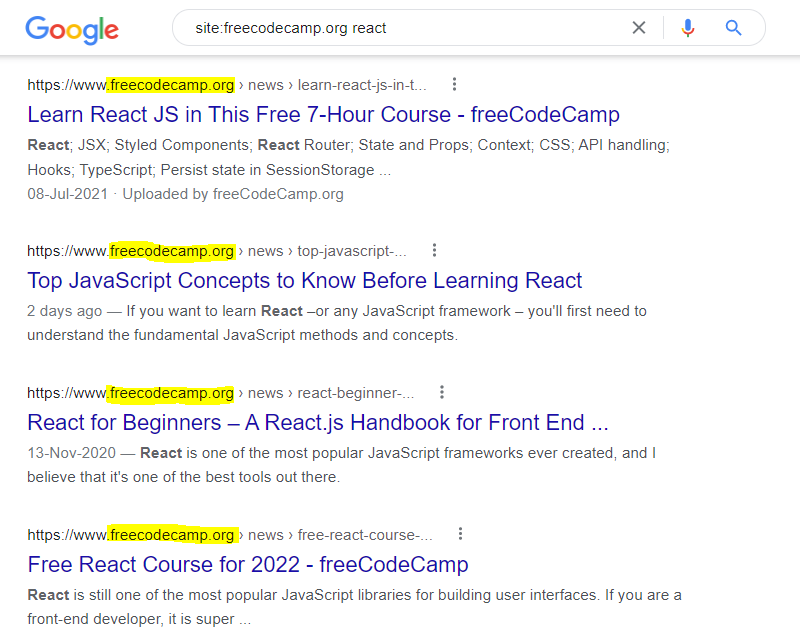 Google
site:freecodecamp.org react
https://www.freecodecamp.org › news › learn-react-js-in-t...
Learn React JS in This Free 7-Hour Course - freeCodeCamp
React; JSX; Styled Components; React Router; State and Props; Context; CSS; API handling;
Hooks; TypeScript; Persist state in SessionStorage ...
08-Jul-2021 · Uploaded by freeCodeCamp.org
https://www.freecodecamp.org › news › top-javascript-...
Top JavaScript Concepts to Know Before Learning React
2 days ago — If you want to learn React –or any JavaScript framework – you'll first need to
understand the fundamental JavaScript methods and concepts.
https://www.freecodecamp.org › news › react-beginner-...
React for Beginners – A React.js Handbook for Front End ...
13-Nov-2020 — React is one of the most popular JavaScript frameworks ever created, and I
believe that it's one of the best tools out there.
https://www.freecodecamp.org › news › free-react-course-...
Free React Course for 2022 - freeCodeCamp
React is still one of the most popular JavaScript libraries for building user interfaces. If you are a
front-end developer, it is super ...